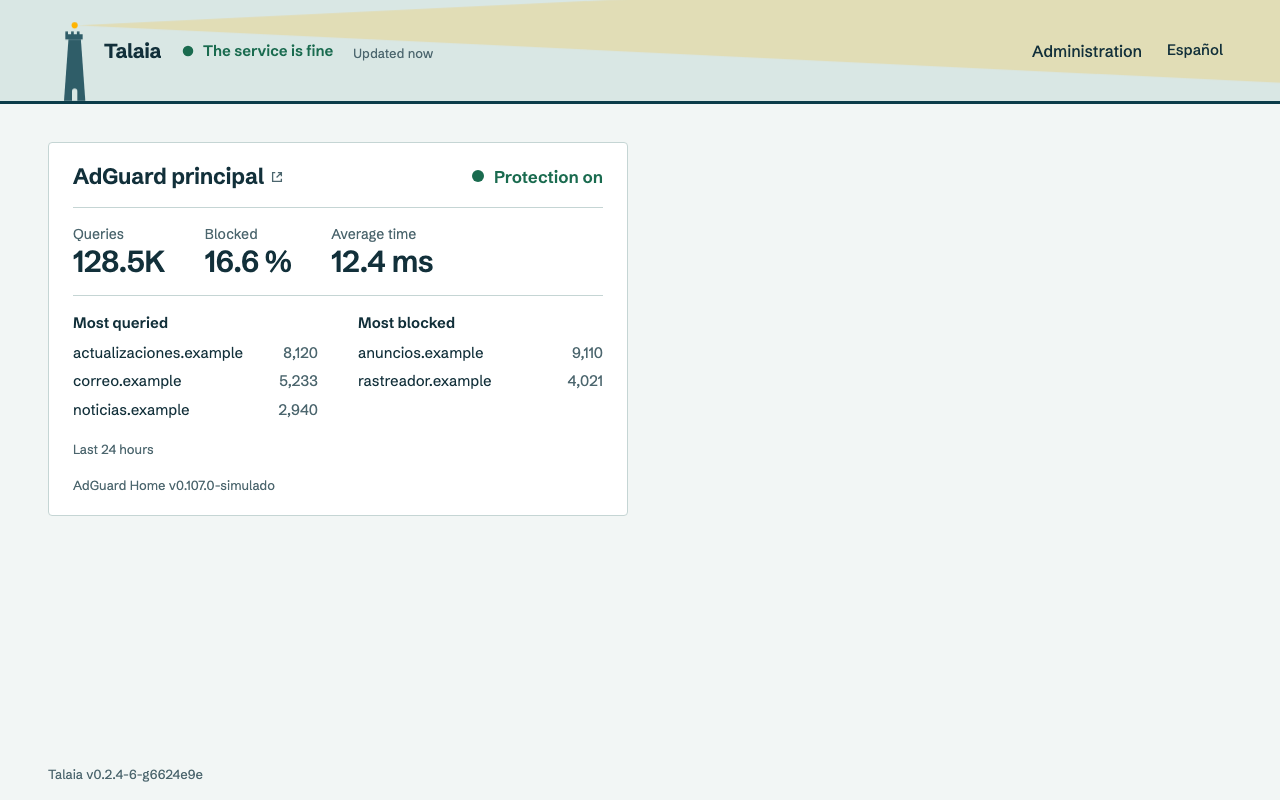 Talaia
The service is fine
Updated now
Administration
Español
AdGuard principal
Protection on
Queries
128.5K
Blocked
16.6 %
Average time
12.4 ms
Most queried
actualizaciones.example 8,120
correo.example 5,233
noticias.example 2,940
Most blocked
anuncios.example 9,110
rastreador.example 4,021
Last 24 hours
AdGuard Home v0.107.0-simulado
Talaia v0.2.4-6-g6624e9e